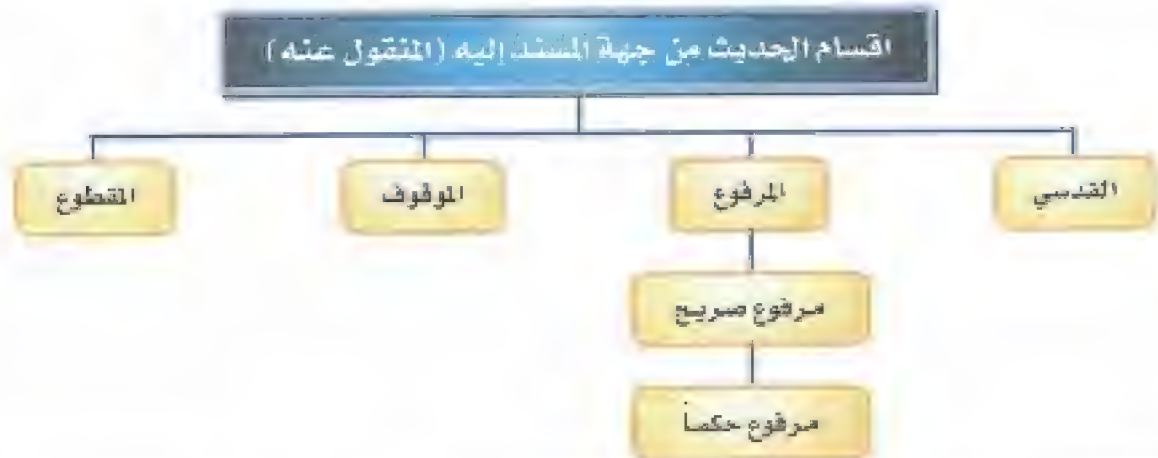 اقسام الحديث من جهة المسند إليه (المنقول عنه)
القدسي
المرفوع
الموقوف
المقطوع
مرفوع صريح
مرفوع حكماً